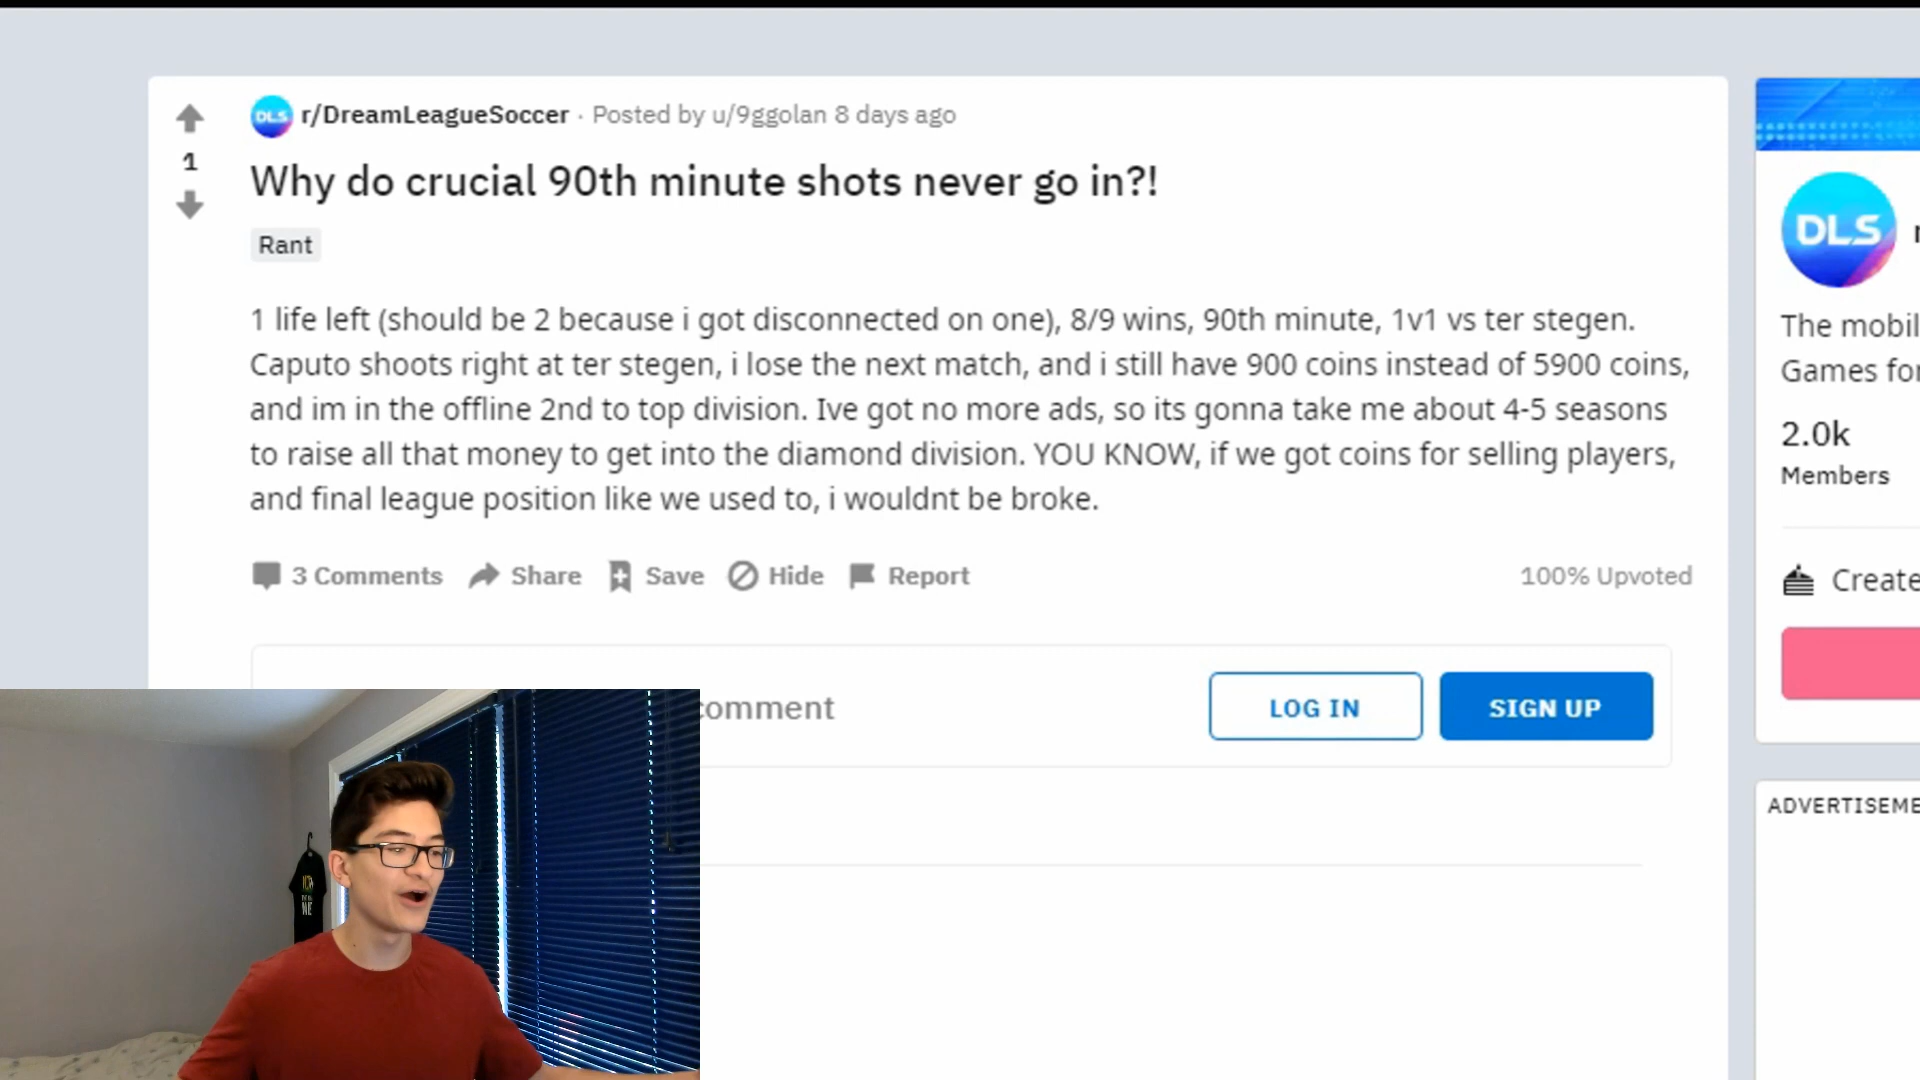 DLS r/DreamLeagueSoccer · Posted by u/9ggolan 8 days ago
1
Why do crucial 90th minute shots never go in?!
Rant
1 life left (should be 2 because i got disconnected on one), 8/9 wins, 90th minute, 1v1 vs ter stegen.
Caputo shoots right at ter stegen, i lose the next match, and i still have 900 coins instead of 5900 coins,
and im in the offline 2nd to top division. Ive got no more ads, so its gonna take me about 4-5 seasons
to raise all that money to get into the diamond division. YOU KNOW, if we got coins for selling players,
and final league position like we used to, i wouldnt be broke.
3 Comments Share Save Hide Report 100% Upvoted
comment LOG IN SIGN UP
DLS
The mobil
Games for
2.0k
Members
Create
ADVERTISEME
ME